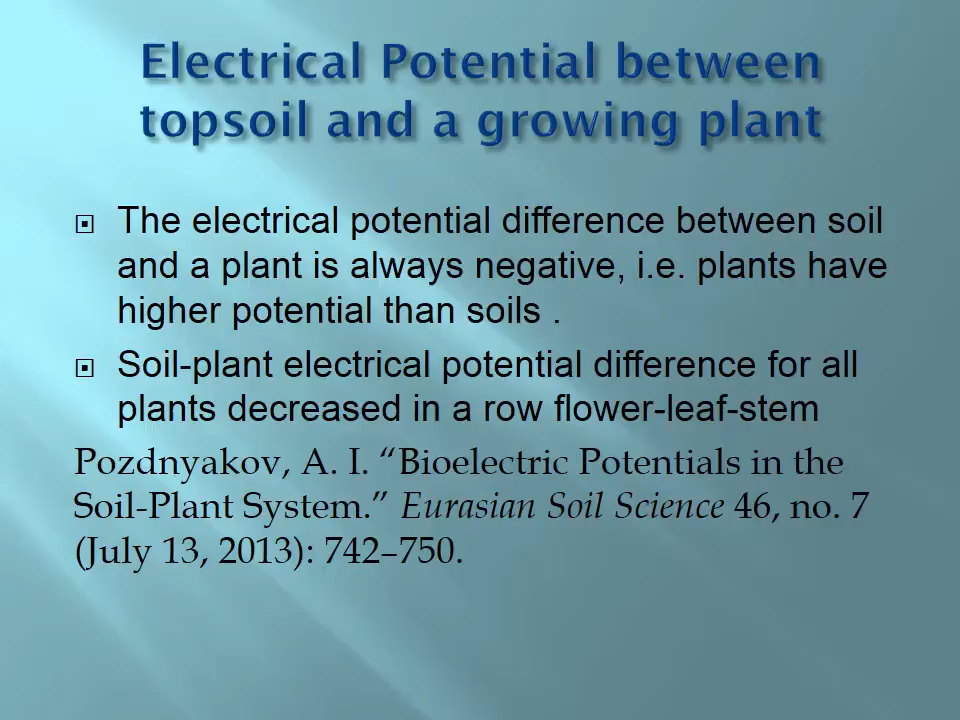 Electrical Potential between
topsoil and a growing plant
The electrical potential difference between soil
and a plant is always negative, i.e. plants have
higher potential than soils .
Soil-plant electrical potential difference for all
plants decreased in a row flower-leaf-stem
Pozdnyakov, A. I. “Bioelectric Potentials in the
Soil-Plant System.” Eurasian Soil Science 46, no. 7
(July 13, 2013): 742–750.